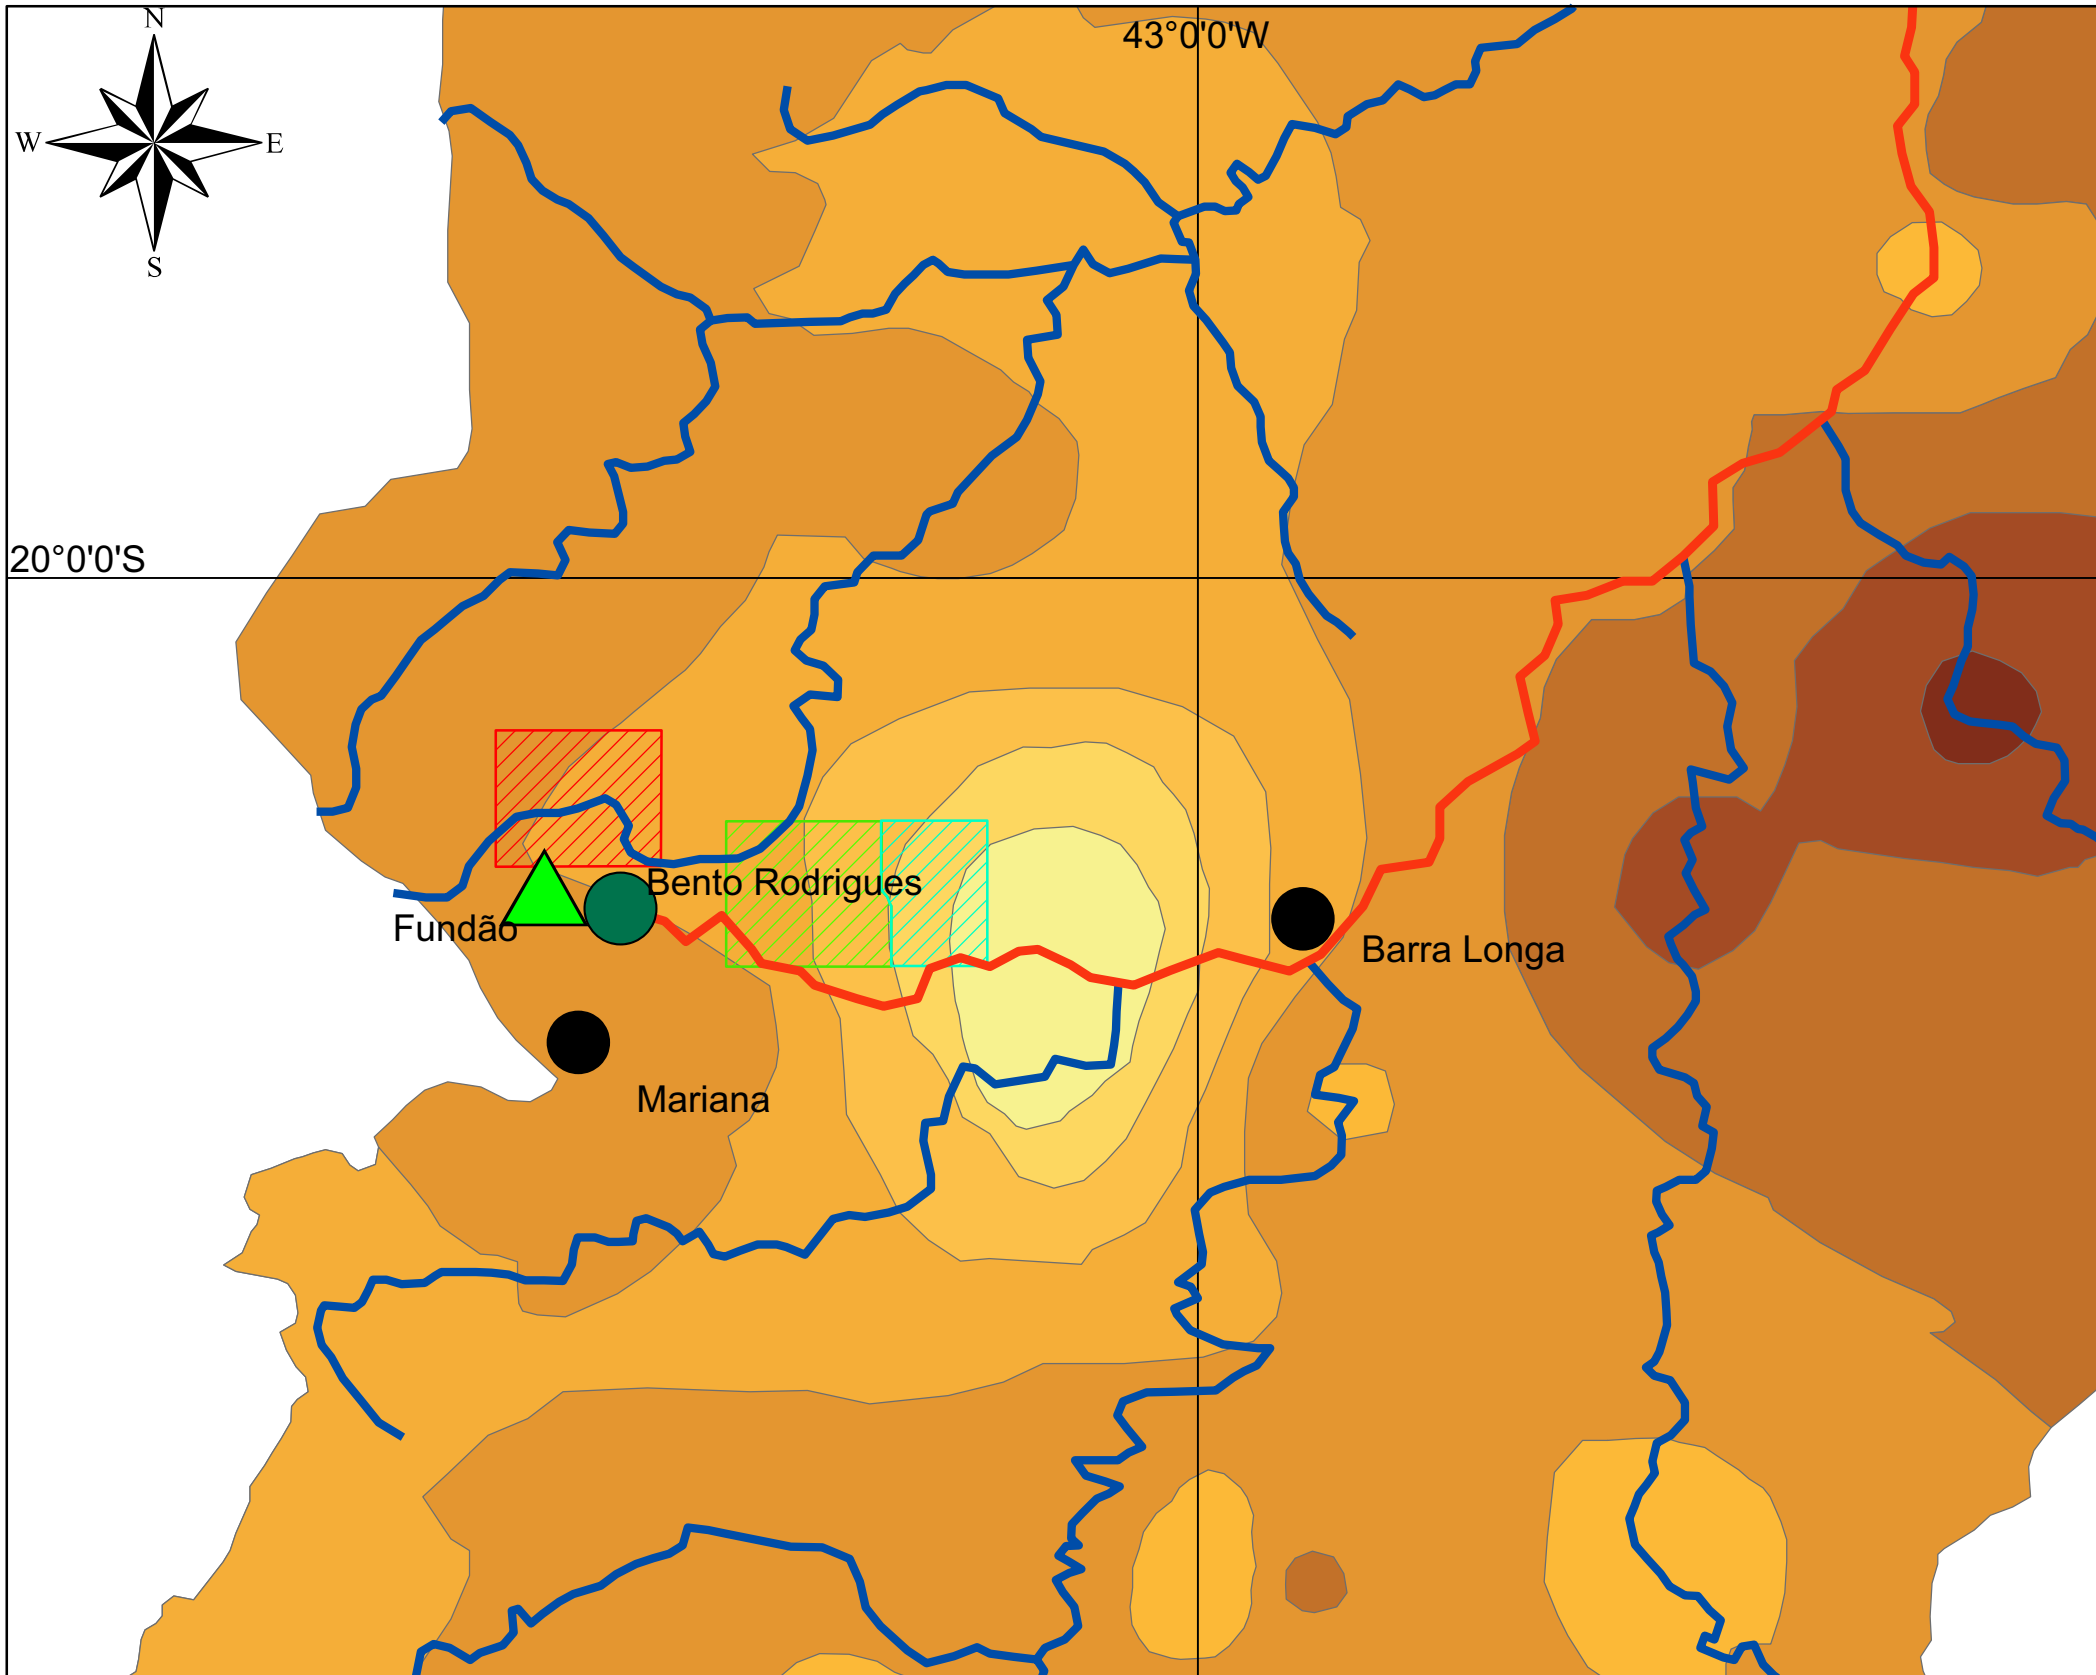 N
43°0'0"W
W
E
S
20°0'0"S
Bento Rodrigues
Fundão
Barra Longa
Mariana